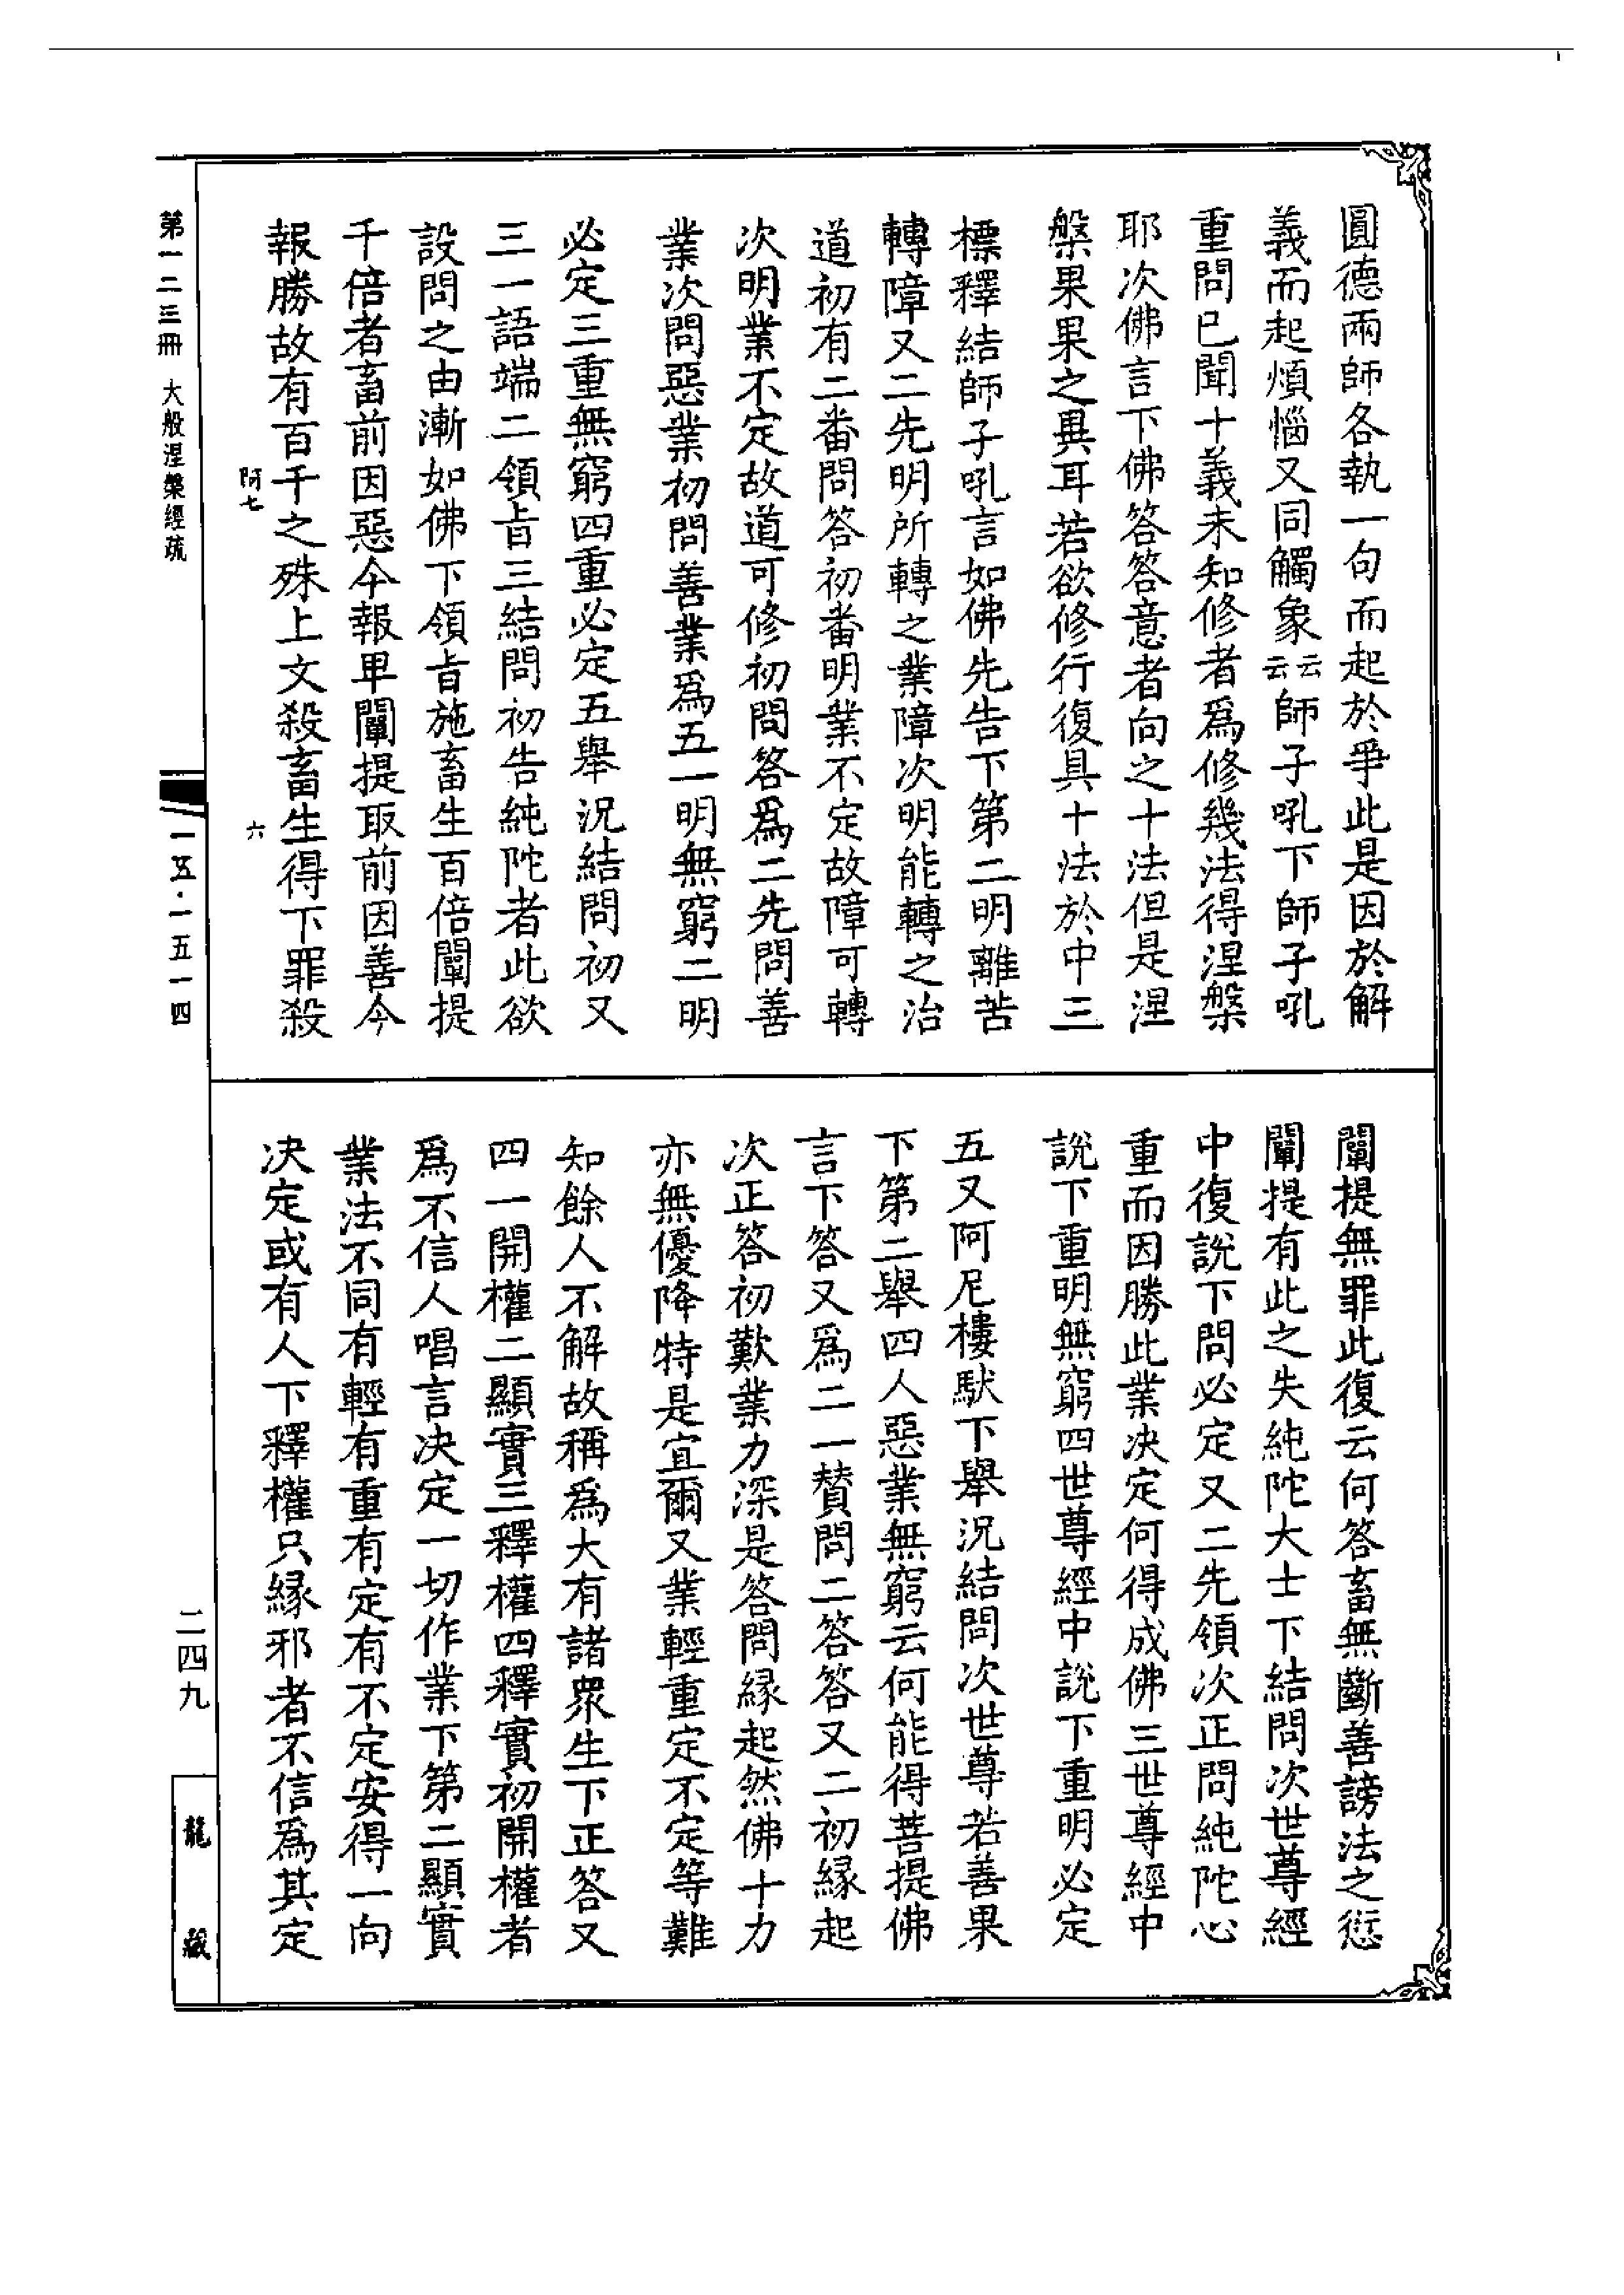 圓德兩師各執一句而起於爭此是因於解
義而起煩惱又同觸象云云師子吼下師子吼
重問已聞十義未知修者爲修幾法得涅槃
耶次佛言下佛答答意者向之十法但是涅
槃果果之異耳若欲修行復具十法於中三
標釋結師子吼言如佛先告下第二明離苦
轉障又二先明所轉之業障次明能轉之治
道初有二番問答初番明業不定故障可轉
次明業不定故道可修初問答爲二先問善
業次問惡業初問善業爲五一明無窮二明
必定三重無窮四重必定五舉況結問初又
三一語端二領旨三結問初告純陀者此欲
設問之由漸如佛下領旨施畜生百倍闡提
千倍者畜前因惡今報卑闡提取前因善今
報勝故有百千之殊上文殺畜生得下罪殺
闡提無罪此復云何答畜無斷善謗法之愆
闡提有此之失純陀大士下結問次世尊經
中復說下問必定又二先領次正問純陀心
重而因勝此業決定何得成佛三世尊經中
說下重明無窮四世尊經中說下重明必定
五又阿尼樓馱下舉況結問次世尊若善果
下第二舉四人惡業無窮云何能得菩提佛
言下答又爲二一賛問二答答又二初緣起
次正答初歎業力深是答問緣起然佛十力
亦無優降特是宜爾又業輕重定不定等難
知餘人不解故稱爲大有諸衆生下正答又
四一開權二顯實三釋權四釋實初開權者
爲不信人唱言決定一切作業下第二顯實
業法不同有輕有重有定有不定安得一向
決定或有人下釋權只緣邪者不信爲其定
第一二三冊 大般涅槃經疏
阿七
六
一五·一五一四
二四九
龍藏